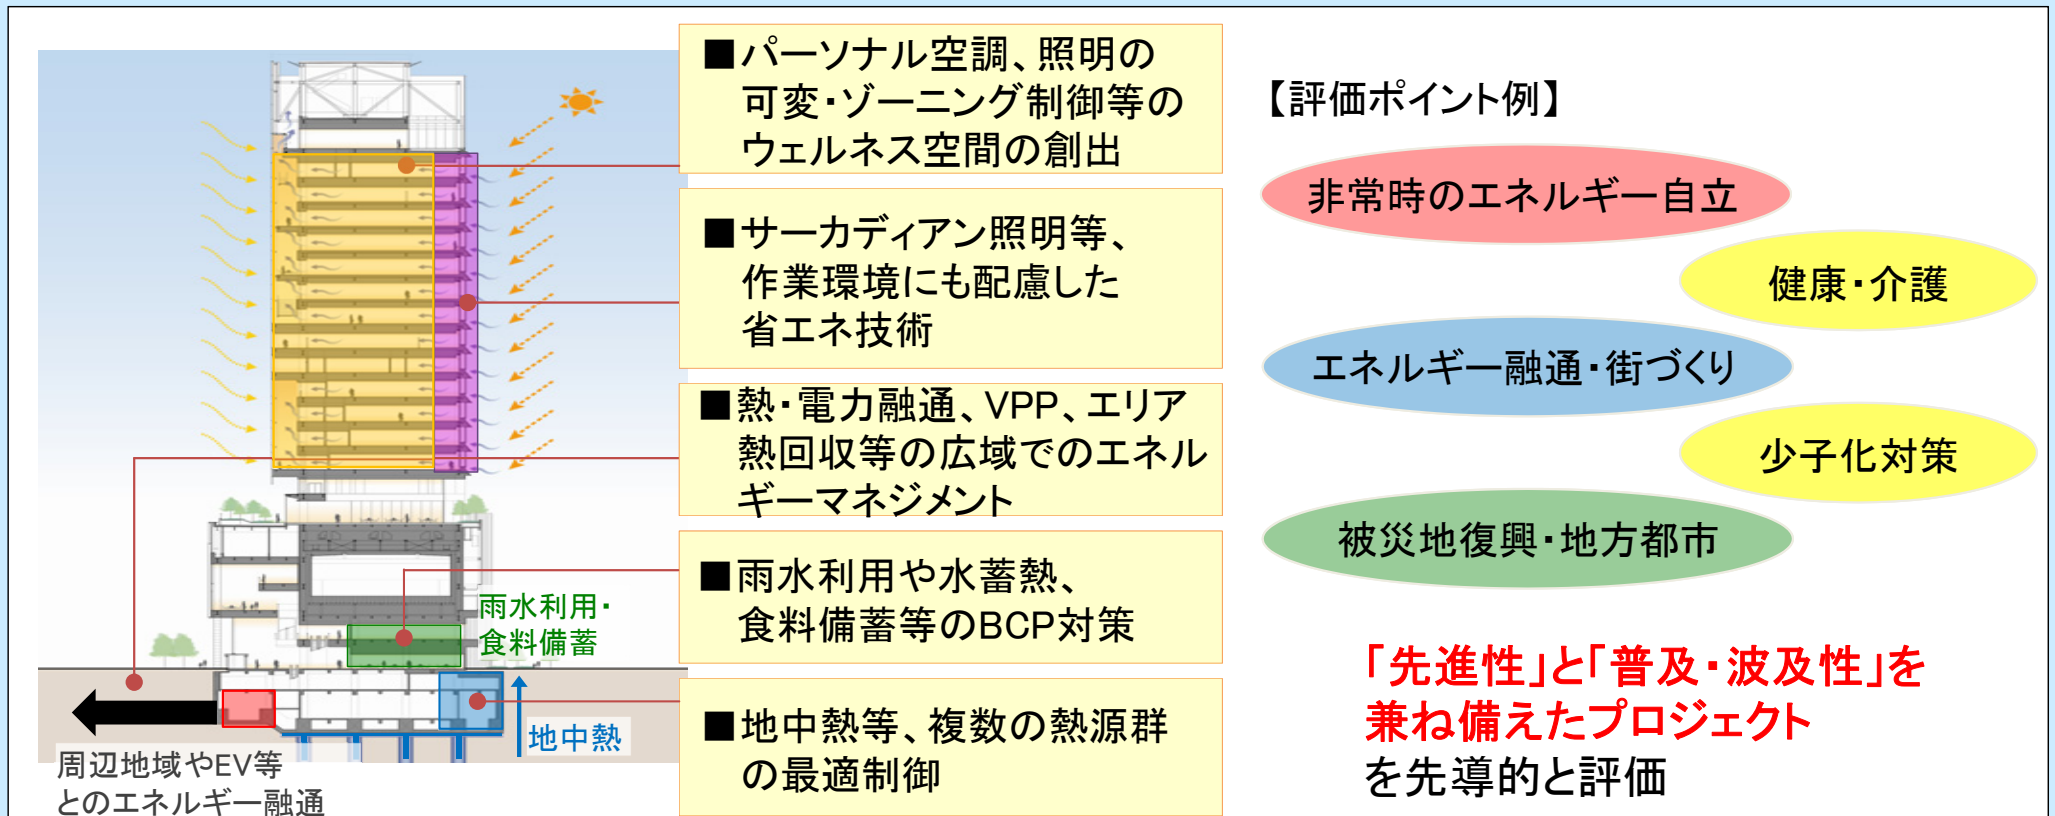 ■パーソナル空調、照明の
可変・ゾーニング制御等の
ウェルネス空間の創出
■サーカディアン照明等、
作業環境にも配慮した
省エネ技術
■熱・電力融通、VPP、エリア
熱回収等の広域でのエネル
ギーマネジメント
■雨水利用や水蓄熱、
食料備蓄等のBCP対策
■地中熱等、複数の熱源群
の最適制御
雨水利用・
食料備蓄
地中熱
周辺地域やEV等
とのエネルギー融通
【評価ポイント例】
非常時のエネルギー自立
健康・介護
エネルギー融通・街づくり
少子化対策
被災地復興・地方都市
「先進性」と「普及・波及性」を
兼ね備えたプロジェクト
を先導的と評価